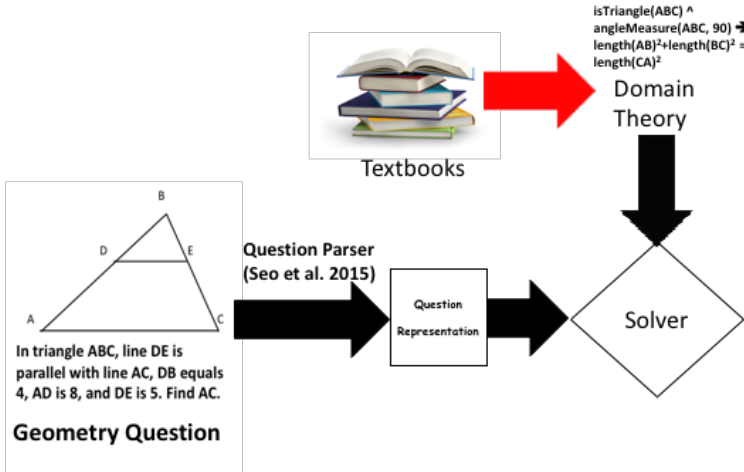 isTriangle(ABC) ^
angleMeasure(ABC, 90) ➔
length(AB)²+length(BC)² =
length(CA)²
Domain
Theory
Textbooks
B
D
E
A
C
Question Parser
(Seo et al. 2015)
Question
Representation
Solver
In triangle ABC, line DE is
parallel with line AC, DB equals
4, AD is 8, and DE is 5. Find AC.
Geometry Question